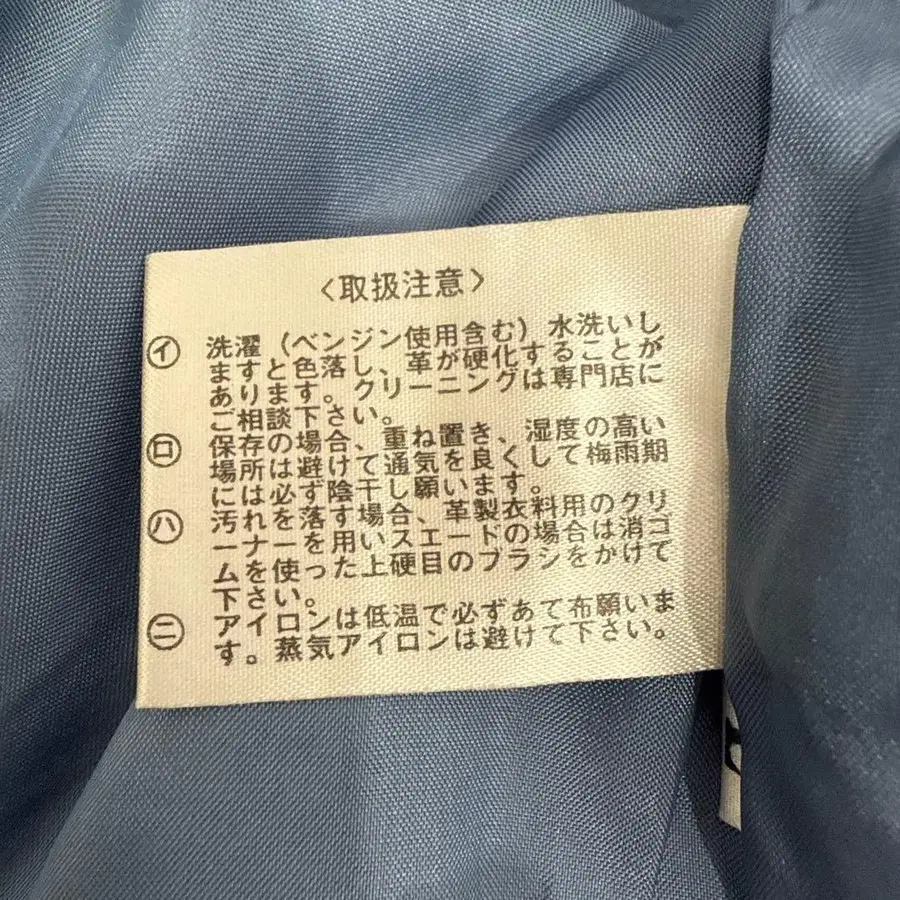 〈取扱注意〉
㋑ 洗濯(ベンジン使用含む)水洗いし
ますと色落し、革が硬化することが
あります。クリーニングは専門店に
ご相談下さい。
㋺ 保存の場合、重ね置き、湿度の高い
場所は避けて通気を良くして梅雨期
には必ず陰干し願います。
㋩ 汚れを落す場合、革製衣料用のクリ
ーナーを用いスエードの場合は消ゴ
ムを使った上硬目のブラシをかけて
下さい。
㋥ アイロンは低温で必ずあて布願いま
す。蒸気アイロンは避けて下さい。